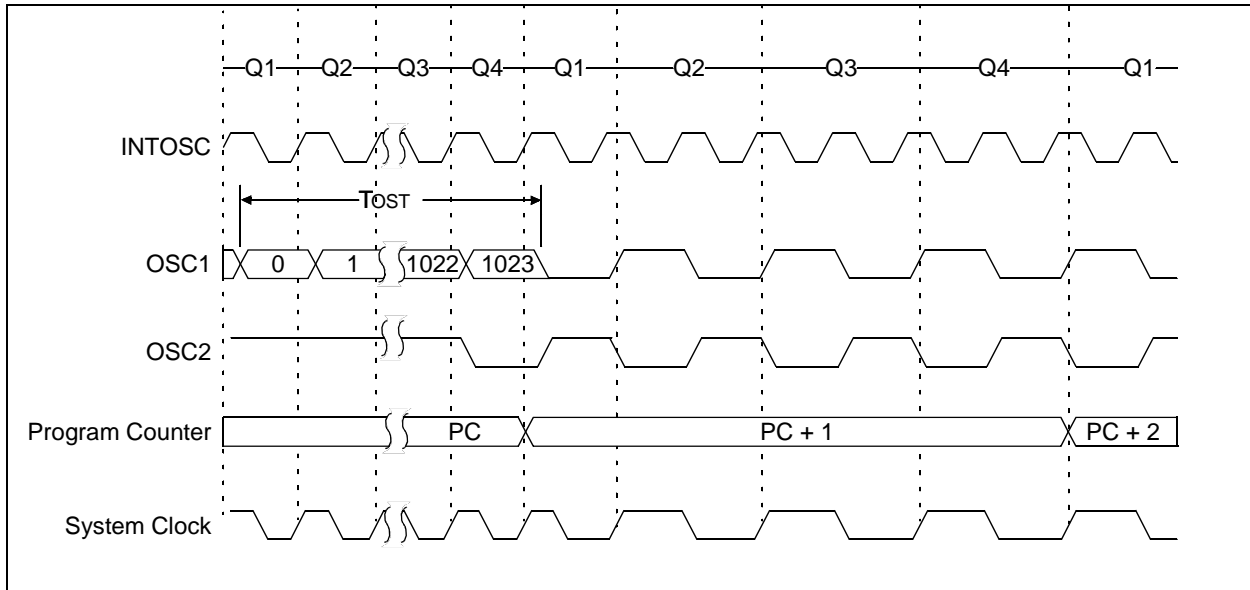 Q1 Q2 Q3 Q4 Q1 Q2 Q3 Q4 Q1
INTOSC
TOST
OSC1 0 1 1022 1023
OSC2
Program Counter PC PC + 1 PC + 2
System Clock